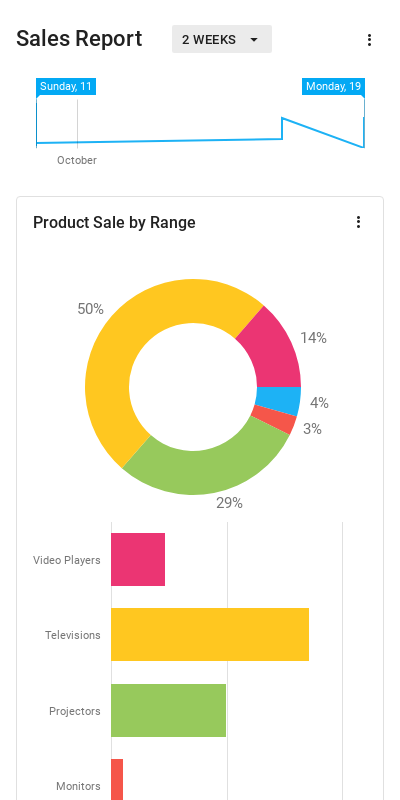 Sales Report
2 WEEKS
Sunday, 11
Monday, 19
October
Product Sale by Range
50%
14%
4%
3%
29%
Video Players
Televisions
Projectors
Monitors